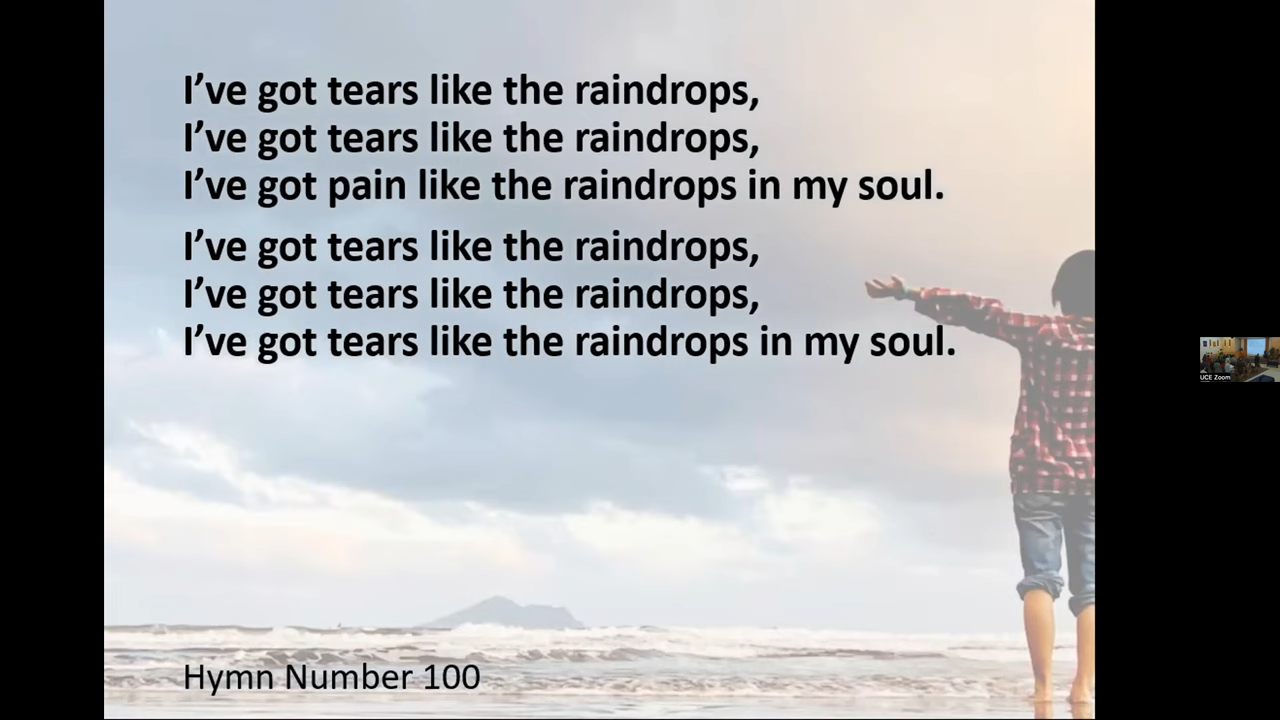 I've got tears like the raindrops,
I've got tears like the raindrops,
I've got pain like the raindrops in my soul.
I've got tears like the raindrops,
I've got tears like the raindrops,
I've got tears like the raindrops in my soul.
Hymn Number 100
UCE Zoom